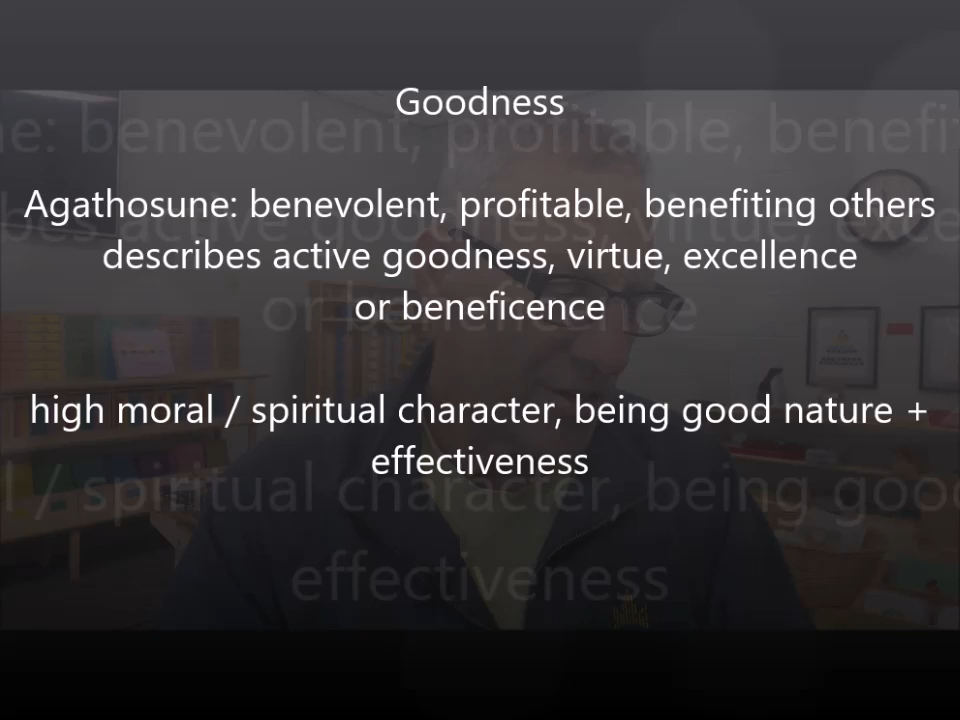 Goodness
Agathosune: benevolent, profitable, benefiting others
describes active goodness, virtue, excellence
or beneficence
high moral / spiritual character, being good nature +
effectiveness